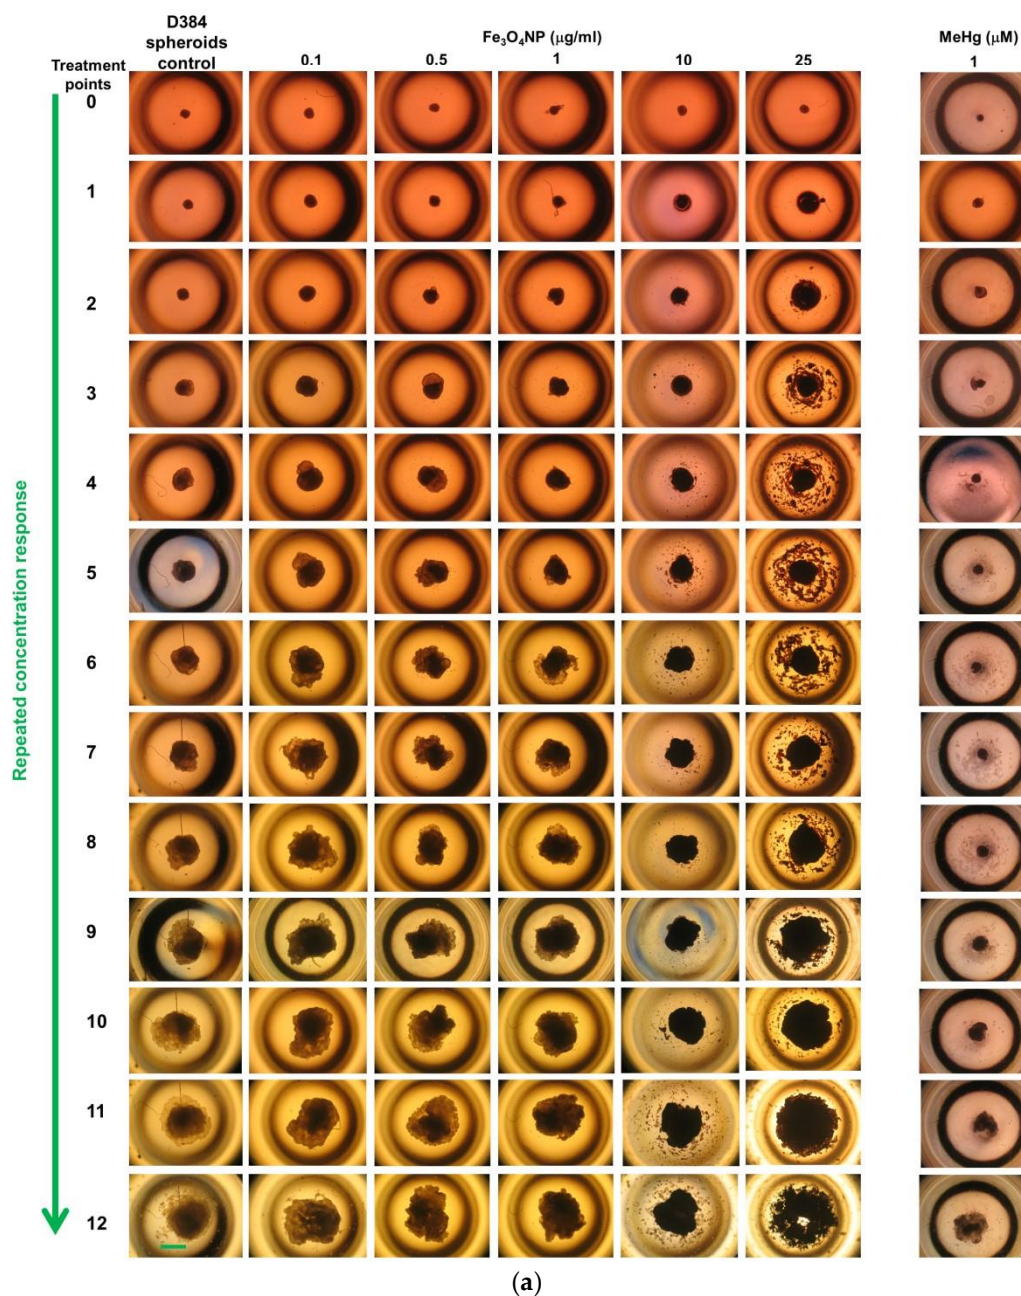 D384
spheroids
control
Fe₃O₄NP (μg/ml)
MeHg (μM)
Treatment
points
0.1
0.5
1
10
25
1
0
1
2
3
4
5
6
7
8
9
10
11
12
Repeated concentration response
(a)